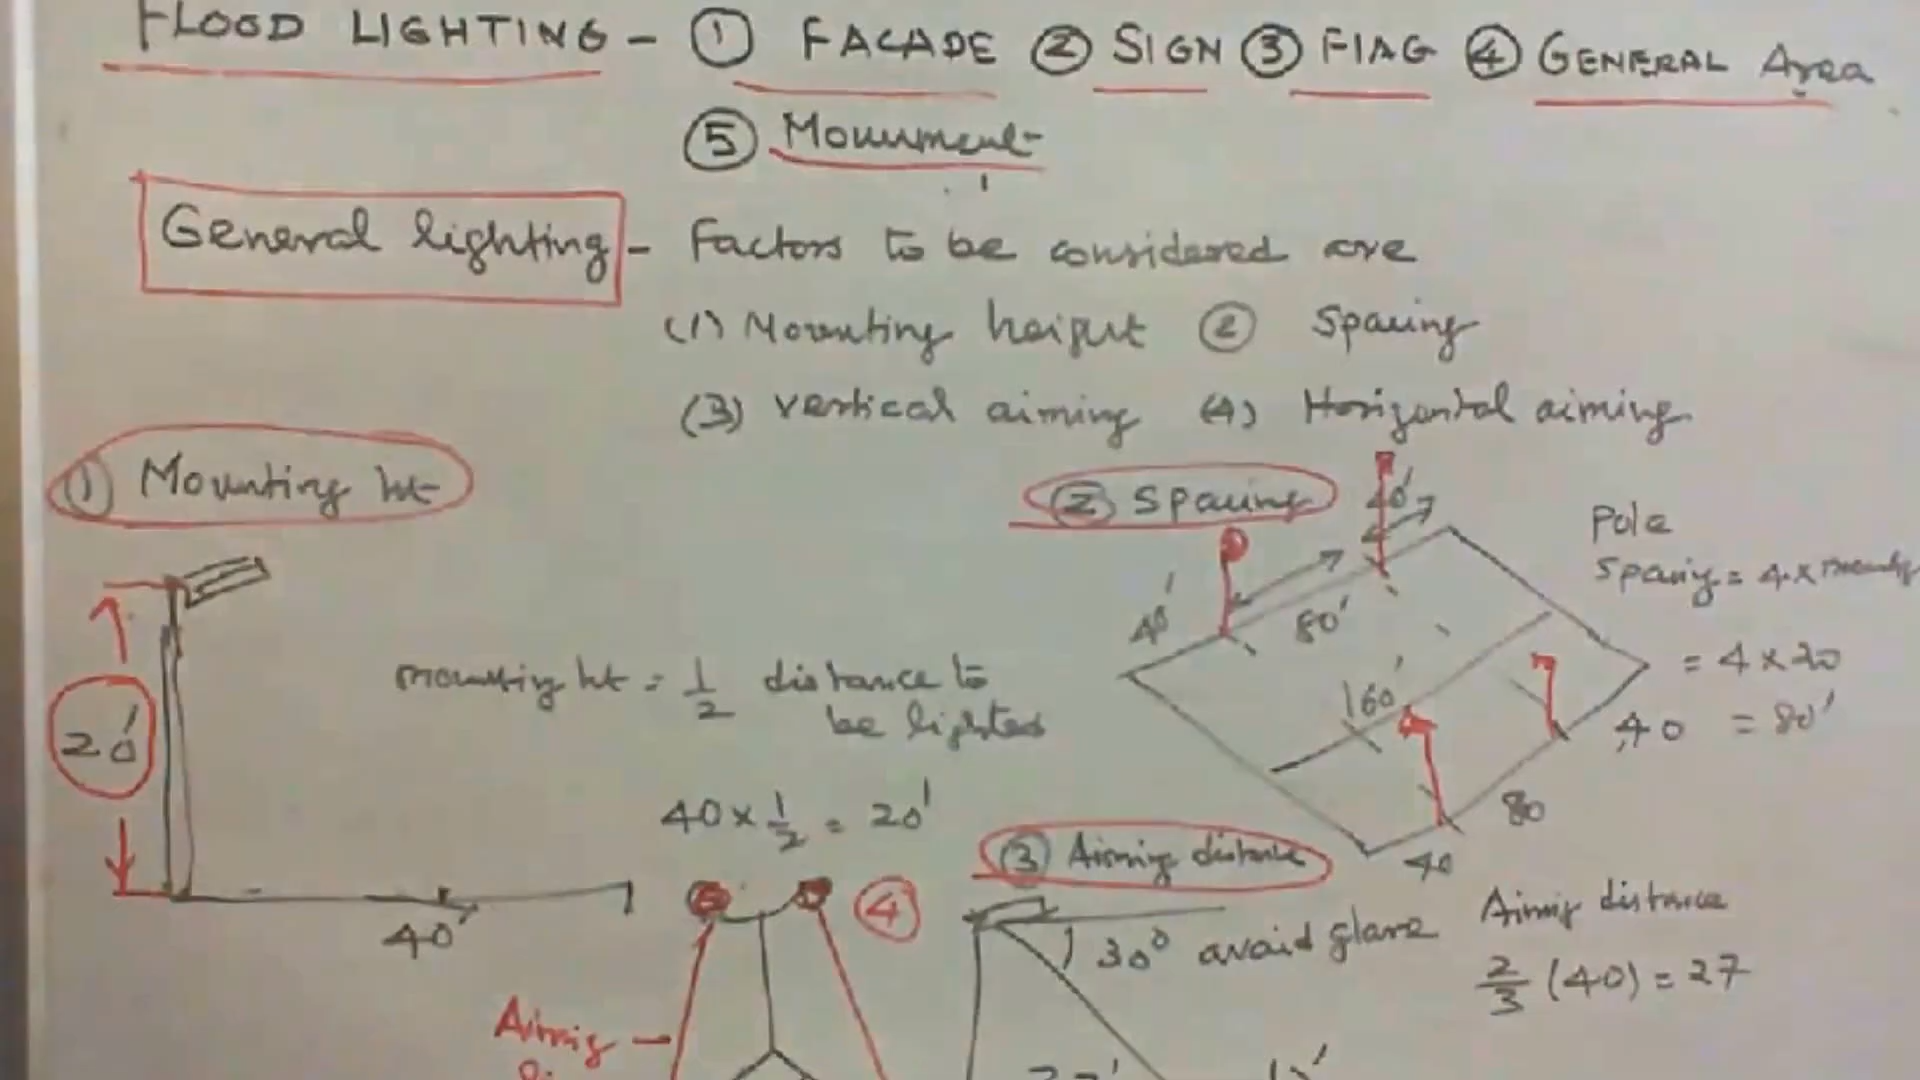 FLOOD LIGHTING - ① FACADE ② SIGN ③ FlAG ④ GENERAL Area
⑤ Monument
General lighting - Factors to be considered are
(1) Mounting height ② Spacing
(3) vertical aiming (4) Horizontal aiming
① Mounting ht
② Spacing
40'
Pole
Spacing = 4 x
40'
80'
= 4 x 20
160'
40 = 80'
20'
mounting ht = 1/2 distance to
be lighted
40 x 1/2 = 20'
80
40
③ Aiming distance
④
40'
30° avoid glare
Aiming distance
2/3 (40) = 27
Aiming